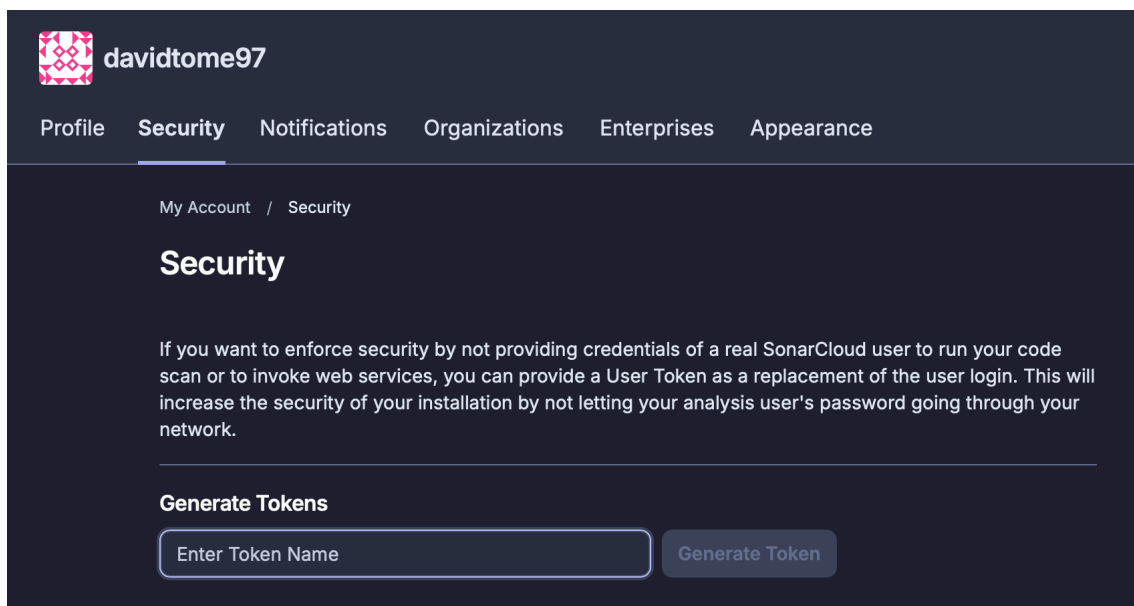 davidtome97
Profile Security Notifications Organizations Enterprises Appearance
My Account / Security
Security
If you want to enforce security by not providing credentials of a real SonarCloud user to run your code
scan or to invoke web services, you can provide a User Token as a replacement of the user login. This will
increase the security of your installation by not letting your analysis user's password going through your
network.
Generate Tokens
Enter Token Name Generate Token